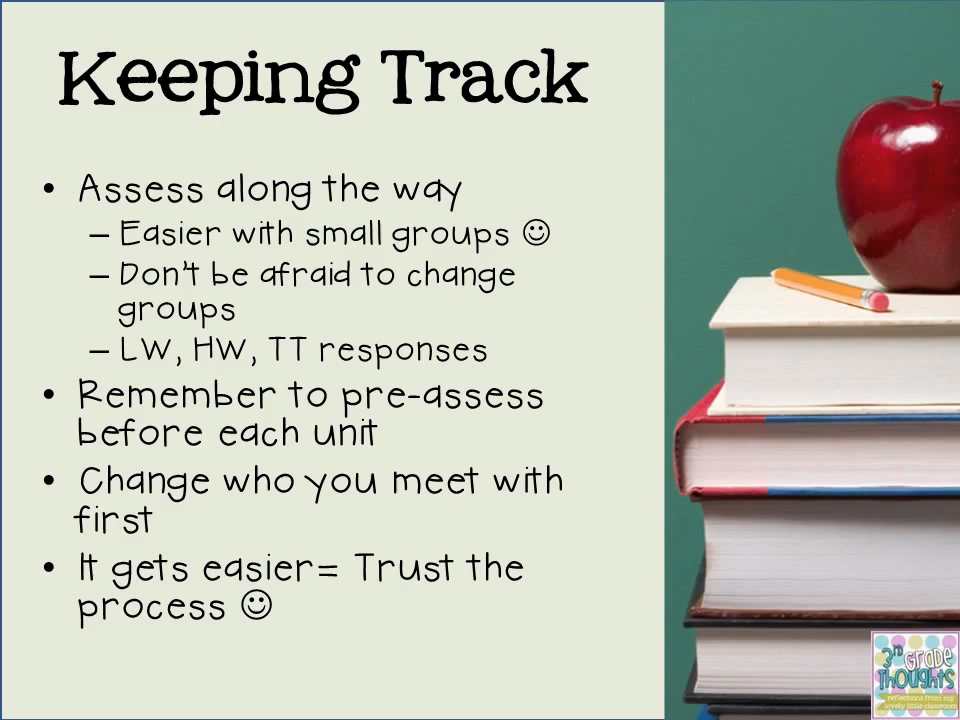 Keeping Track
• Assess along the way
– Easier with small groups ☺
– Don't be afraid to change
groups
– LW, HW, TT responses
• Remember to pre-assess
before each unit
• Change who you meet with
first
• It gets easier= Trust the
process ☺
3rd Grade
Thoughts
reflections from my
lovely little classroom